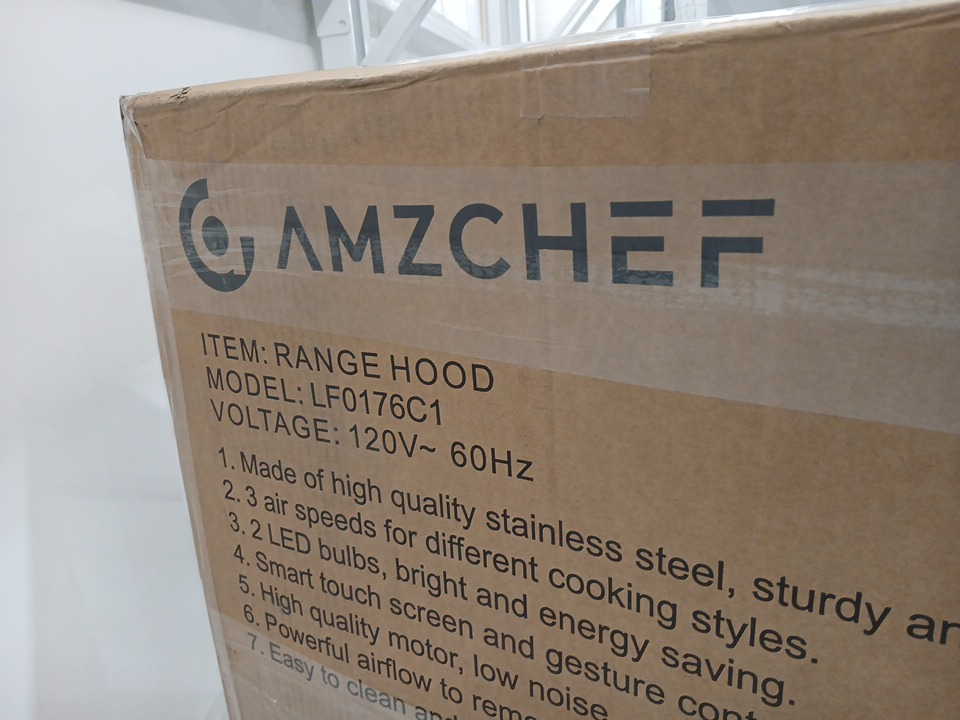 AMZCHEF
ITEM: RANGE HOOD
MODEL: LF0176C1
VOLTAGE: 120V~ 60Hz
1. Made of high quality stainless steel, sturdy
2. 3 air speeds for different cooking styles.
3. 2 LED bulbs, bright and energy saving.
4. Smart touch screen and gesture
5. High quality motor, low noise
6. Powerful airflow to
7. Easy to clean